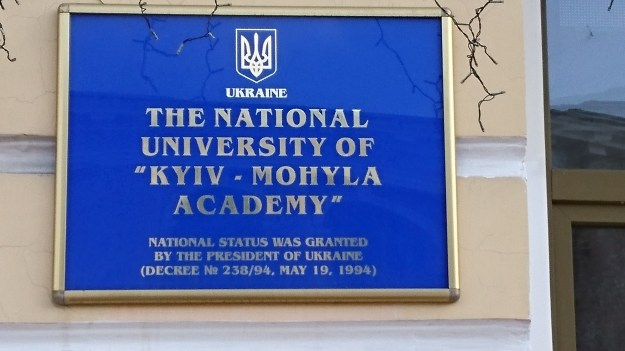 UKRAINE
THE NATIONAL
UNIVERSITY OF
"KYIV - MOHYLA
ACADEMY"
NATIONAL STATUS WAS GRANTED
BY THE PRESIDENT OF UKRAINE
(DECREE № 238/94, MAY 19, 1994)